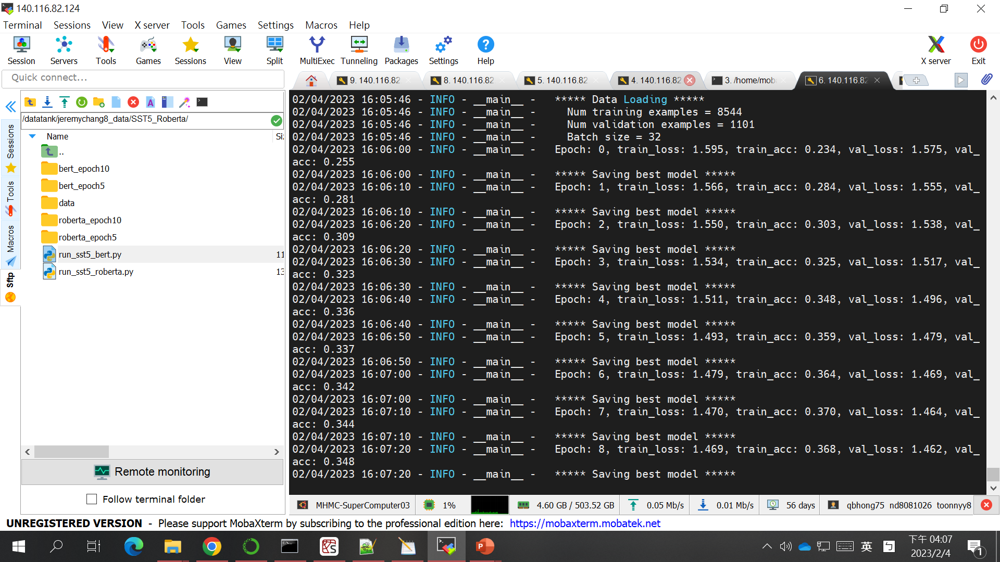 140.116.82.124
Terminal Sessions View X server Tools Games Settings Macros Help
Session Servers Tools Games Sessions View Split MultiExec Tunneling Packages Settings Help X server Exit
Quick connect...
9. 140.116.82 8. 140.116.82 5. 140.116.82 4. 140.116.82 3. /home/mob 6. 140.116.82
/datatank/jeremychang8_data/SST5_Roberta/
Name
..
bert_epoch10
bert_epoch5
data
roberta_epoch10
roberta_epoch5
run_sst5_bert.py 11
run_sst5_roberta.py 13
Sessions
Tools
Macros
Sftp
Remote monitoring
Follow terminal folder
02/04/2023 16:05:46 - INFO - __main__ - ***** Data Loading *****
02/04/2023 16:05:46 - INFO - __main__ - Num training examples = 8544
02/04/2023 16:05:46 - INFO - __main__ - Num validation examples = 1101
02/04/2023 16:05:46 - INFO - __main__ - Batch size = 32
02/04/2023 16:06:00 - INFO - __main__ - Epoch: 0, train_loss: 1.595, train_acc: 0.234, val_loss: 1.575, val_
acc: 0.255
02/04/2023 16:06:00 - INFO - __main__ - ***** Saving best model *****
02/04/2023 16:06:10 - INFO - __main__ - Epoch: 1, train_loss: 1.566, train_acc: 0.284, val_loss: 1.555, val_
acc: 0.281
02/04/2023 16:06:10 - INFO - __main__ - ***** Saving best model *****
02/04/2023 16:06:20 - INFO - __main__ - Epoch: 2, train_loss: 1.550, train_acc: 0.303, val_loss: 1.538, val_
acc: 0.309
02/04/2023 16:06:20 - INFO - __main__ - ***** Saving best model *****
02/04/2023 16:06:30 - INFO - __main__ - Epoch: 3, train_loss: 1.534, train_acc: 0.325, val_loss: 1.517, val_
acc: 0.323
02/04/2023 16:06:30 - INFO - __main__ - ***** Saving best model *****
02/04/2023 16:06:40 - INFO - __main__ - Epoch: 4, train_loss: 1.511, train_acc: 0.348, val_loss: 1.496, val_
acc: 0.336
02/04/2023 16:06:40 - INFO - __main__ - ***** Saving best model *****
02/04/2023 16:06:50 - INFO - __main__ - Epoch: 5, train_loss: 1.493, train_acc: 0.359, val_loss: 1.479, val_
acc: 0.337
02/04/2023 16:06:50 - INFO - __main__ - ***** Saving best model *****
02/04/2023 16:07:00 - INFO - __main__ - Epoch: 6, train_loss: 1.479, train_acc: 0.364, val_loss: 1.469, val_
acc: 0.342
02/04/2023 16:07:00 - INFO - __main__ - ***** Saving best model *****
02/04/2023 16:07:10 - INFO - __main__ - Epoch: 7, train_loss: 1.470, train_acc: 0.370, val_loss: 1.464, val_
acc: 0.344
02/04/2023 16:07:10 - INFO - __main__ - ***** Saving best model *****
02/04/2023 16:07:20 - INFO - __main__ - Epoch: 8, train_loss: 1.469, train_acc: 0.368, val_loss: 1.462, val_
acc: 0.348
02/04/2023 16:07:20 - INFO - __main__ - ***** Saving best model *****
MHMC-SuperComputer03 1% 4.60 GB / 503.52 GB 0.05 Mb/s 0.01 Mb/s 56 days qbhong75 nd8081026 toonnyy8
UNREGISTERED VERSION - Please support MobaXterm by subscribing to the professional edition here: https://mobaxterm.mobatek.net
英 ㄅ 下午 04:07
2023/2/4
1